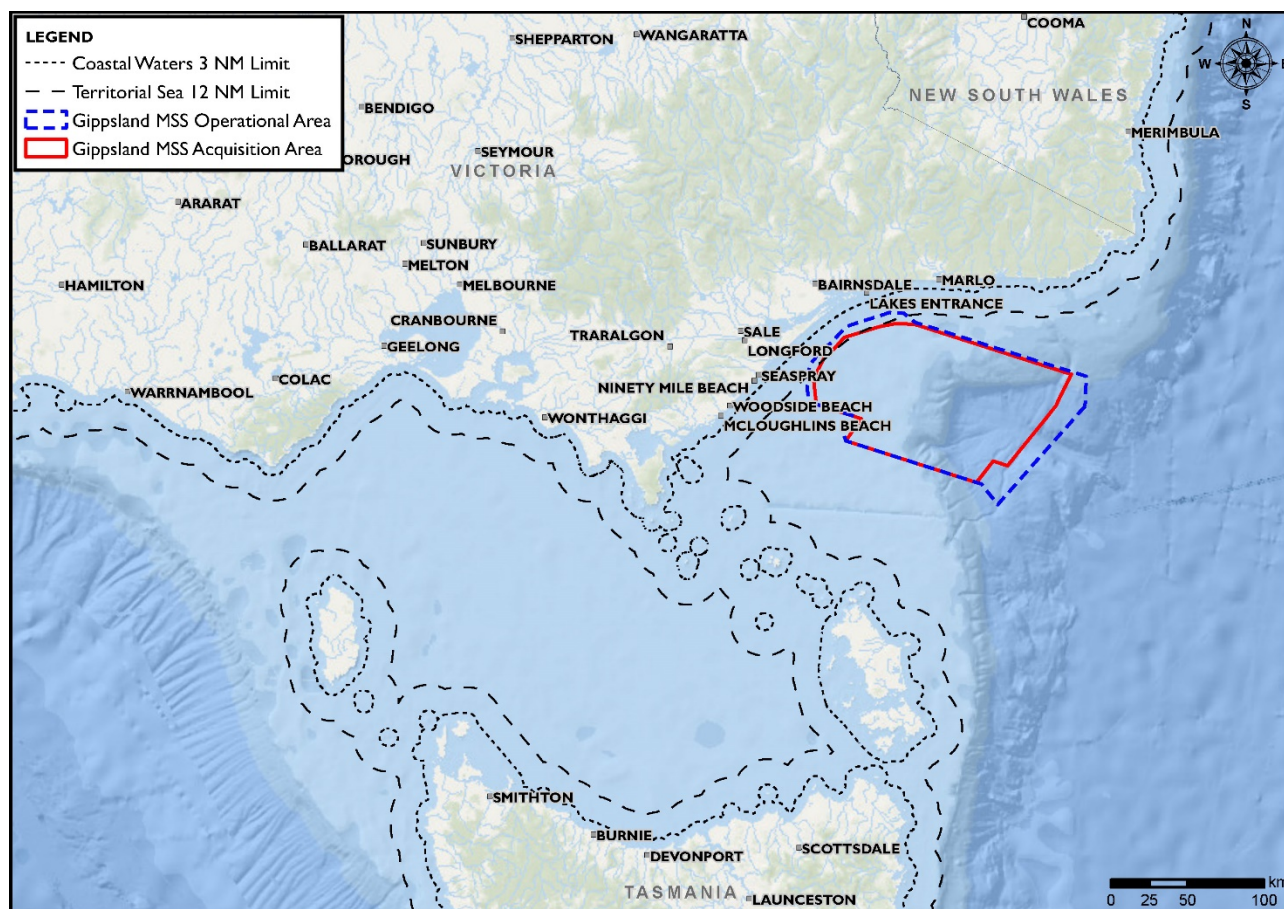 LEGEND
Coastal Waters 3 NM Limit
Territorial Sea 12 NM Limit
Gippsland MSS Operational Area
Gippsland MSS Acquisition Area
COOMA
SHEPPARTON
WANGARATTA
N
W
E
S
NEW SOUTH WALES
BENDIGO
MERIMBULA
OROUGH
SEYMOUR
VICTORIA
ARARAT
BALLARAT
SUNBURY
MELTON
HAMILTON
MELBOURNE
BAIRNSDALE
MARLO
LAKES ENTRANCE
CRANBOURNE
TRARALGON
SALE
GEELONG
LONGFORD
COLAC
SEASPRAY
NINETY MILE BEACH
WARRNAMBOOL
WONTHAGGI
WOODSIDE BEACH
MCLOUGHLINS BEACH
SMITHTON
BURNIE
DEVONPORT
SCOTTSDALE
TASMANIA
LAUNCESTON
km
0 25 50 100